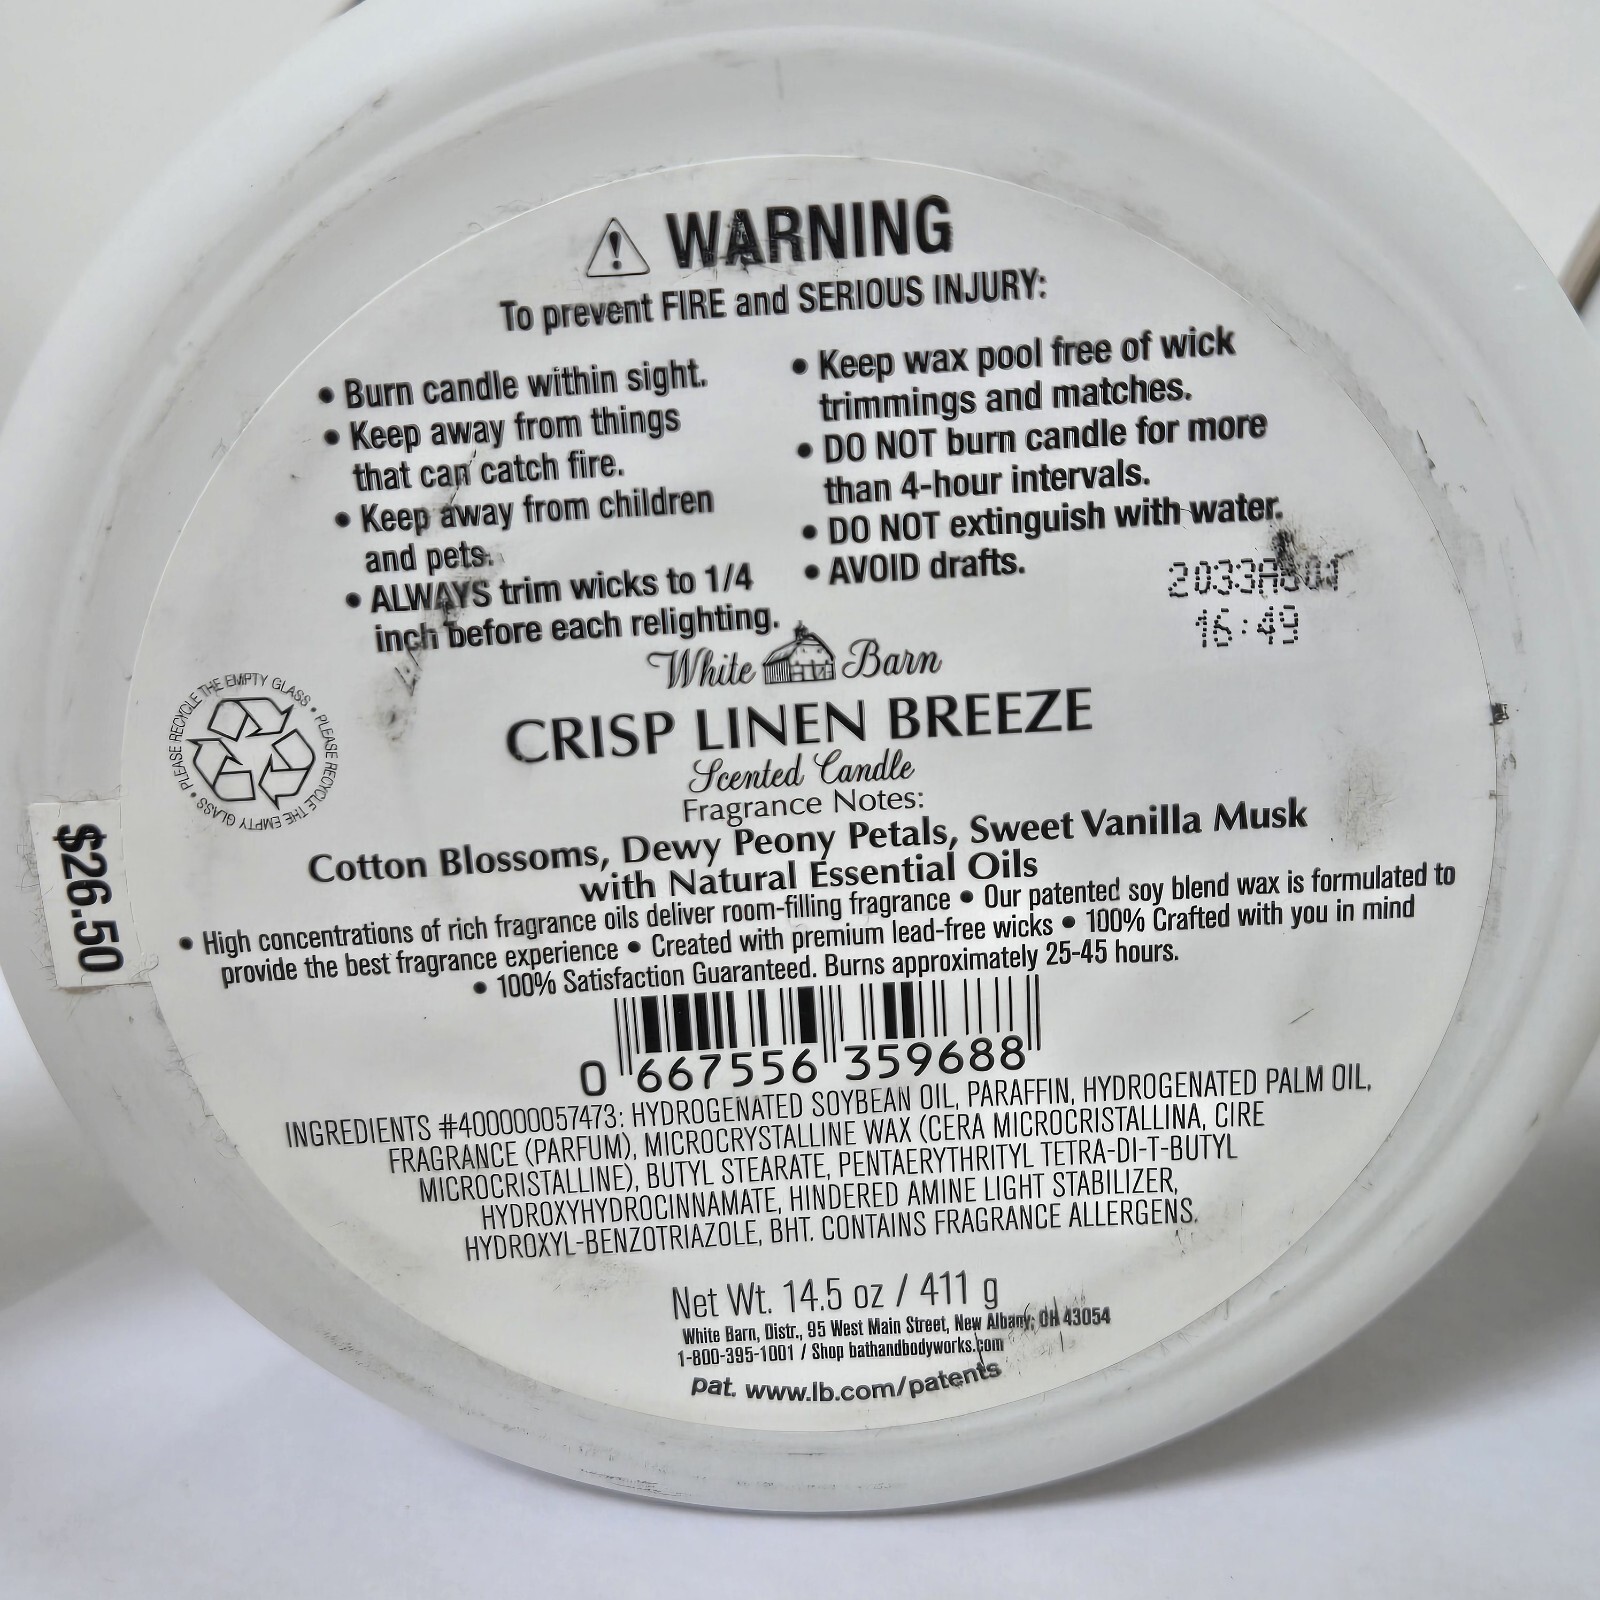 WARNING
To prevent FIRE and SERIOUS INJURY:
• Burn candle within sight.
• Keep away from things
that can catch fire.
• Keep away from children
and pets.
• ALWAYS trim wicks to 1/4
inch before each relighting.
• Keep wax pool free of wick
trimmings and matches.
• DO NOT burn candle for more
than 4-hour intervals.
• DO NOT extinguish with water.
• AVOID drafts.
16:49
White Barn
CRISP LINEN BREEZE
Scented Candle
Fragrance Notes:
Cotton Blossoms, Dewy Peony Petals, Sweet Vanilla Musk
with Natural Essential Oils
• High concentrations of rich fragrance oils deliver room-filling fragrance • Our patented soy blend wax is formulated to
provide the best fragrance experience • Created with premium lead-free wicks • 100% Crafted with you in mind
• 100% Satisfaction Guaranteed. Burns approximately 25-45 hours.
PLEASE RECYCLE THE EMPTY GLASS • PLEASE RECYCLE THE EMPTY GLASS •
$26.50
0 667556 359688
INGREDIENTS #400000057473: HYDROGENATED SOYBEAN OIL, PARAFFIN, HYDROGENATED PALM OIL,
FRAGRANCE (PARFUM), MICROCRYSTALLINE WAX (CERA MICROCRISTALLINA, CIRE
MICROCRISTALLINE), BUTYL STEARATE, PENTAERYTHRITYL TETRA-DI-T-BUTYL
HYDROXYHYDROCINNAMATE, HINDERED AMINE LIGHT STABILIZER,
HYDROXYL-BENZOTRIAZOLE, BHT. CONTAINS FRAGRANCE ALLERGENS.
Net Wt. 14.5 oz / 411 g
White Barn, Distr., 95 West Main Street, New Albany, OH 43054
1-800-395-1001 / Shop bathandbodyworks.com
pat. www.lb.com/patents